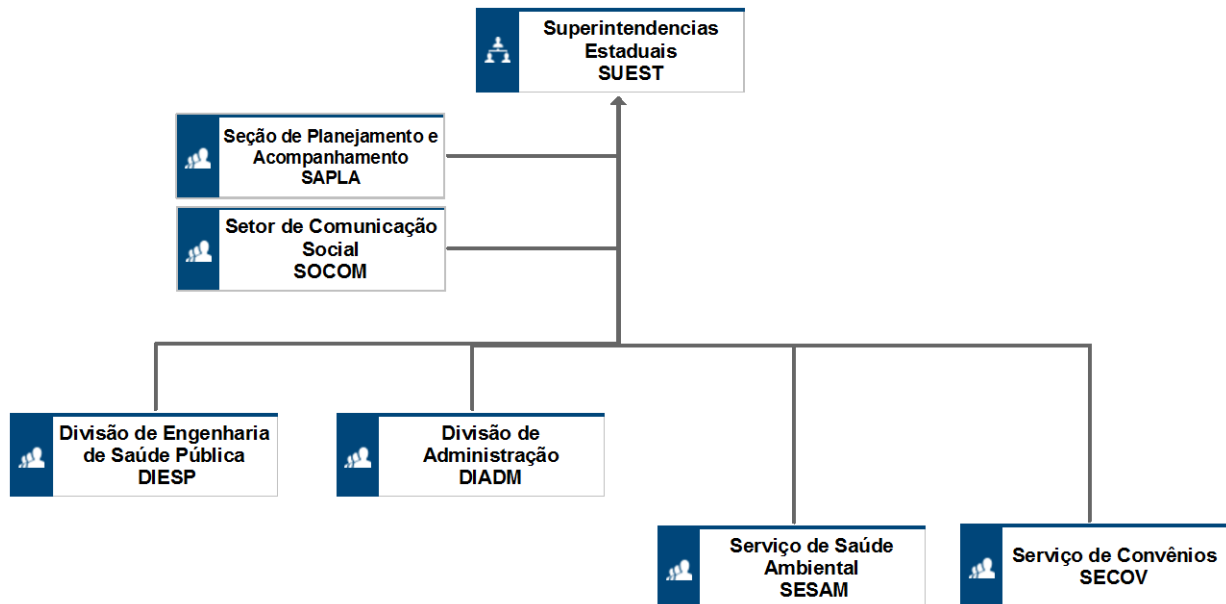 Superintendencias
Estaduais
SUEST
Seção de Planejamento e
Acompanhamento
SAPLA
Setor de Comunicação
Social
SOCOM
Divisão de Engenharia
de Saúde Pública
DIESP
Divisão de
Administração
DIADM
Serviço de Saúde
Ambiental
SESAM
Serviço de Convênios
SECOV